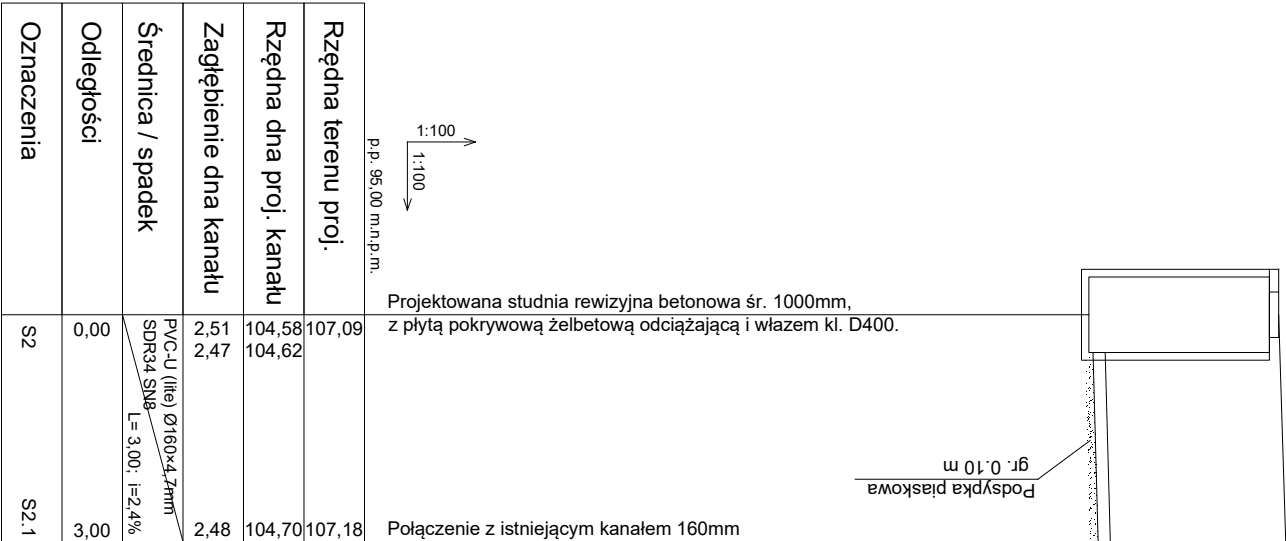 Rzędna terenu proj.
Rzędna dna proj. kanału
Zagłębienie dna kanału
Średnica / spadek
Odległości
Oznaczenia
1:100
1:100
p.p. 95,00 m.n.p.m.
Projektowana studnia rewizyjna betonowa śr. 1000mm,
z płytą pokrywową żelbetową odciążającą i włazem kl. D400.
S2
0,00
PVC-U (lite) Ø160×4,7mm
SDR34 SN8
L= 3,00; i=2,4%
2,51
2,47
104,58
104,62
107,09
Podsypka piaskowa
gr. 0.10 m
S2.1
3,00
2,48
104,70
107,18
Połączenie z istniejącym kanałem 160mm